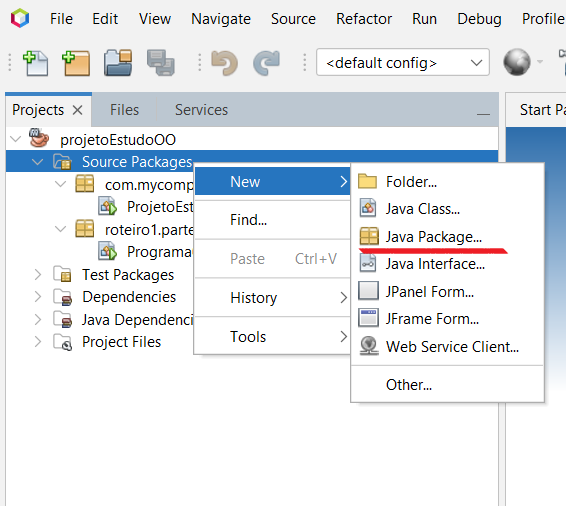 File Edit View Navigate Source Refactor Run Debug Profile
<default config>
Projects Files Services
Start Pa
projetoEstudoOO
Source Packages
com.mycomp
ProjetoEst
roteiro1.parte
Programa
Test Packages
Dependencies
Java Dependenci
Project Files
New
Find...
Paste Ctrl+V
History
Tools
Folder...
Java Class...
Java Package...
Java Interface...
JPanel Form...
JFrame Form...
Web Service Client...
Other...